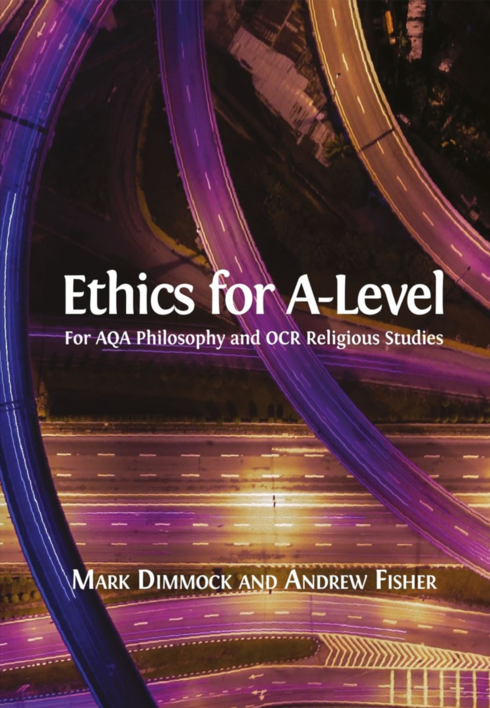 Ethics for A-Level
For AQA Philosophy and OCR Religious Studies
Mark Dimmock and Andrew Fisher